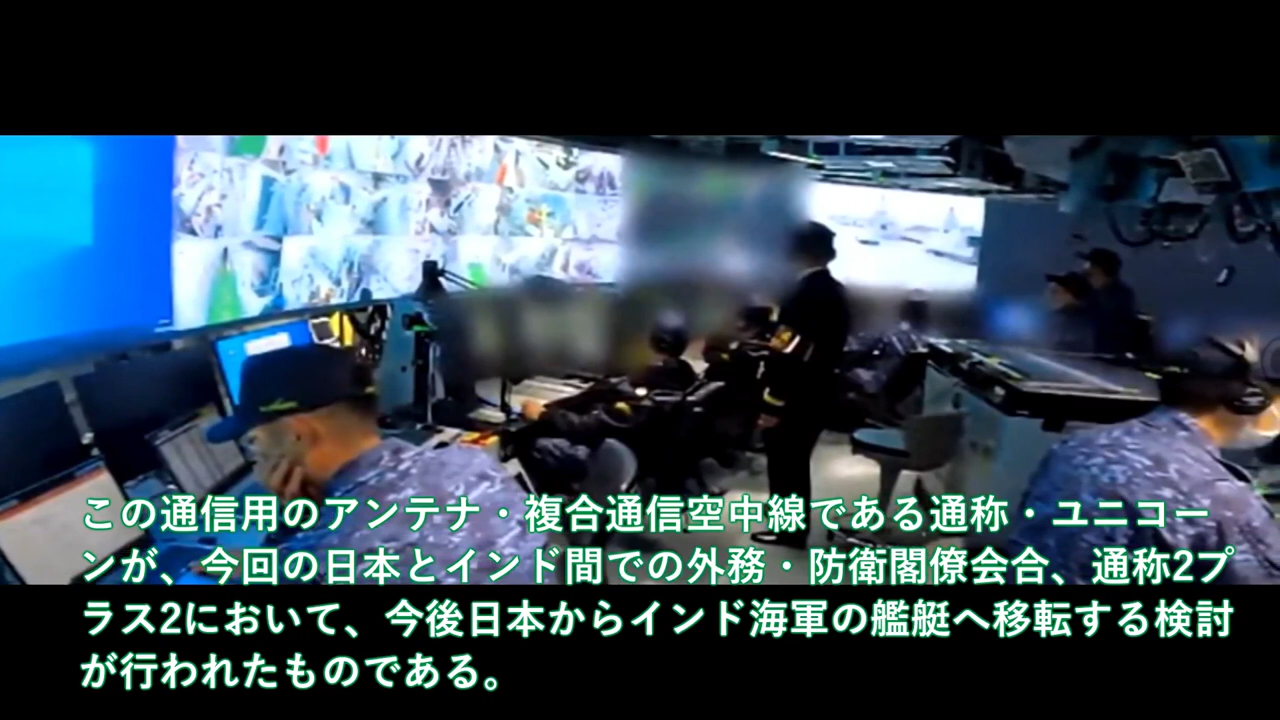 この通信用のアンテナ・複合通信空中線である通称・ユニコー
ンが、今回の日本とインド間での外務・防衛閣僚会合、通称2プ
ラス2において、今後日本からインド海軍の艦艇へ移転する検討
が行われたものである。